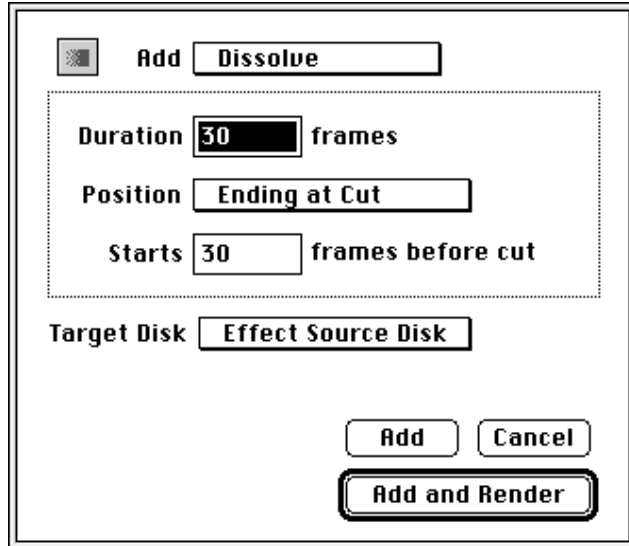 Add Dissolve
Duration 30 frames
Position Ending at Cut
Starts 30 frames before cut
Target Disk Effect Source Disk
Add Cancel
Add and Render